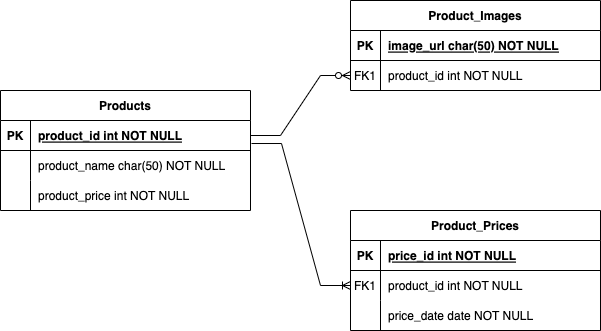 Product_Images
PK image_url char(50) NOT NULL
FK1 product_id int NOT NULL
Products
PK product_id int NOT NULL
product_name char(50) NOT NULL
product_price int NOT NULL
Product_Prices
PK price_id int NOT NULL
FK1 product_id int NOT NULL
price_date date NOT NULL